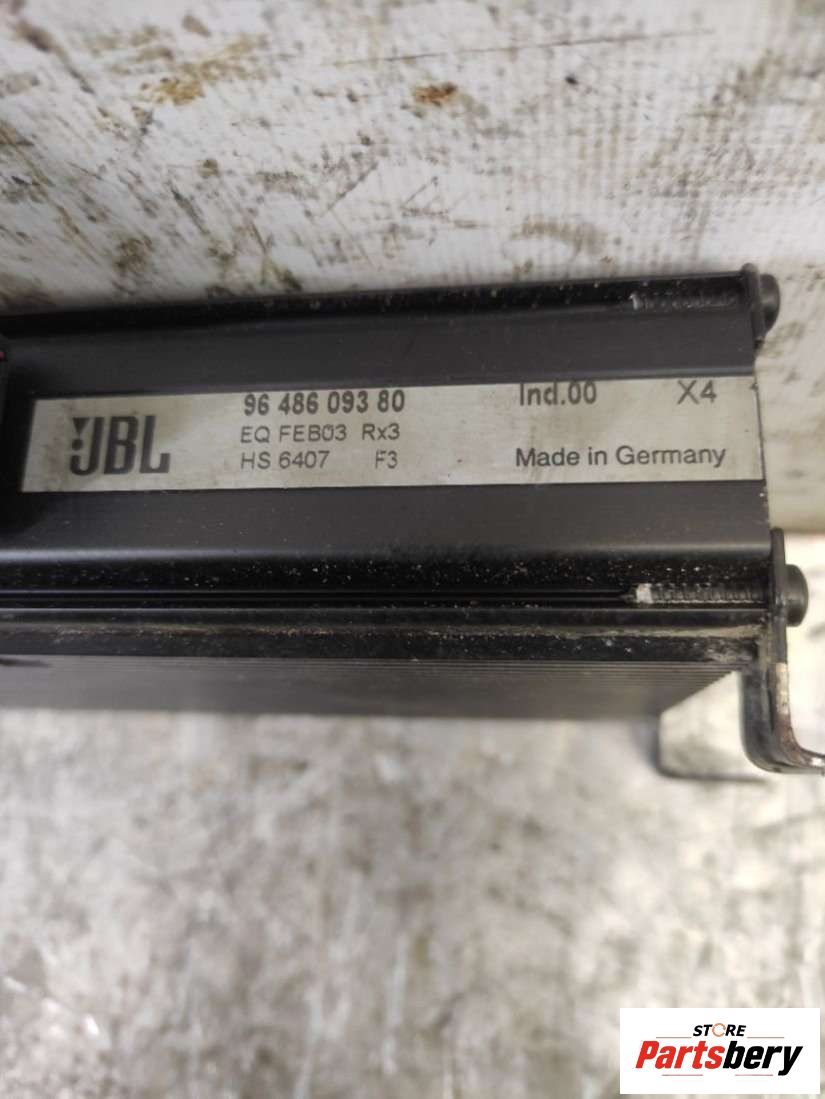 JBL
96 486 093 80 Ind.00 X4
EQ FEB03 Rx3
HS 6407 F3 Made in Germany
STORE
Partsbery